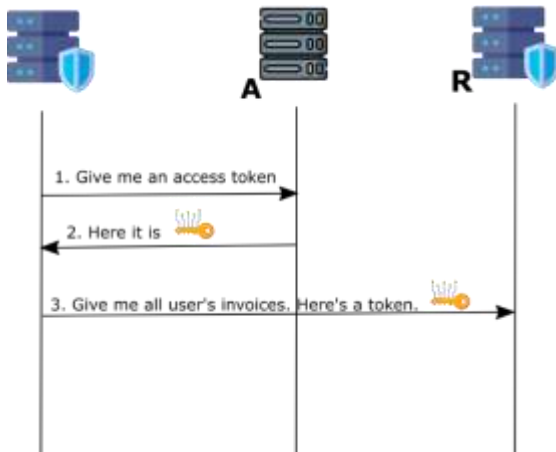 A
R
1. Give me an access token
2. Here it is
3. Give me all user's invoices. Here's a token.